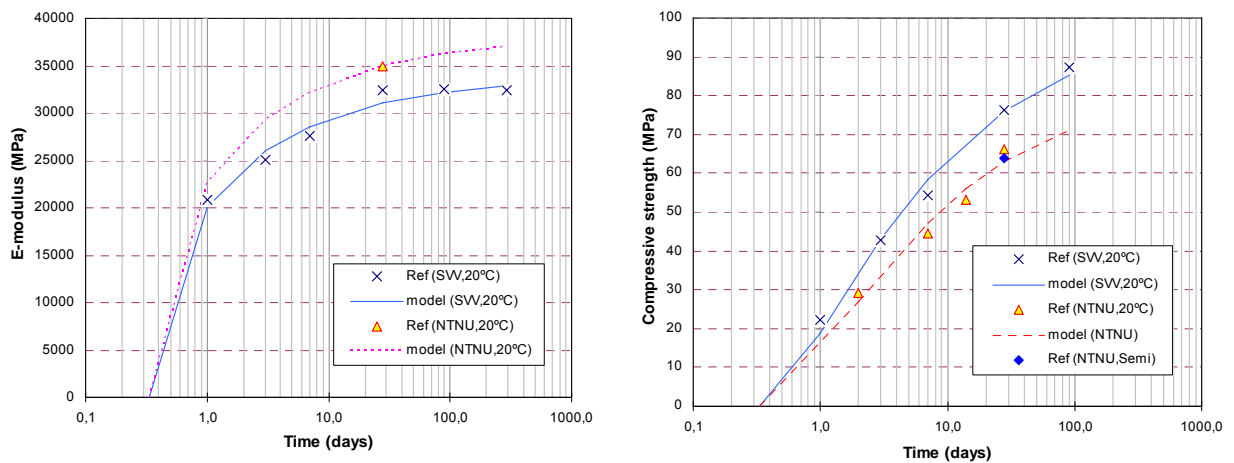 40000
35000
30000
25000
20000
15000
10000
5000
0
E-modulus (MPa)
Ref (SVV,20ºC)
model (SVV,20ºC)
Ref (NTNU,20ºC)
model (NTNU,20ºC)
0,1 1,0 10,0 100,0 1000,0
Time (days)
100
90
80
70
60
50
40
30
20
10
0
Compressive strength (MPa)
Ref (SVV,20ºC)
model (SVV,20ºC)
Ref (NTNU,20ºC)
model (NTNU)
Ref (NTNU,Semi)
0,1 1,0 10,0 100,0 1000,0
Time (days)